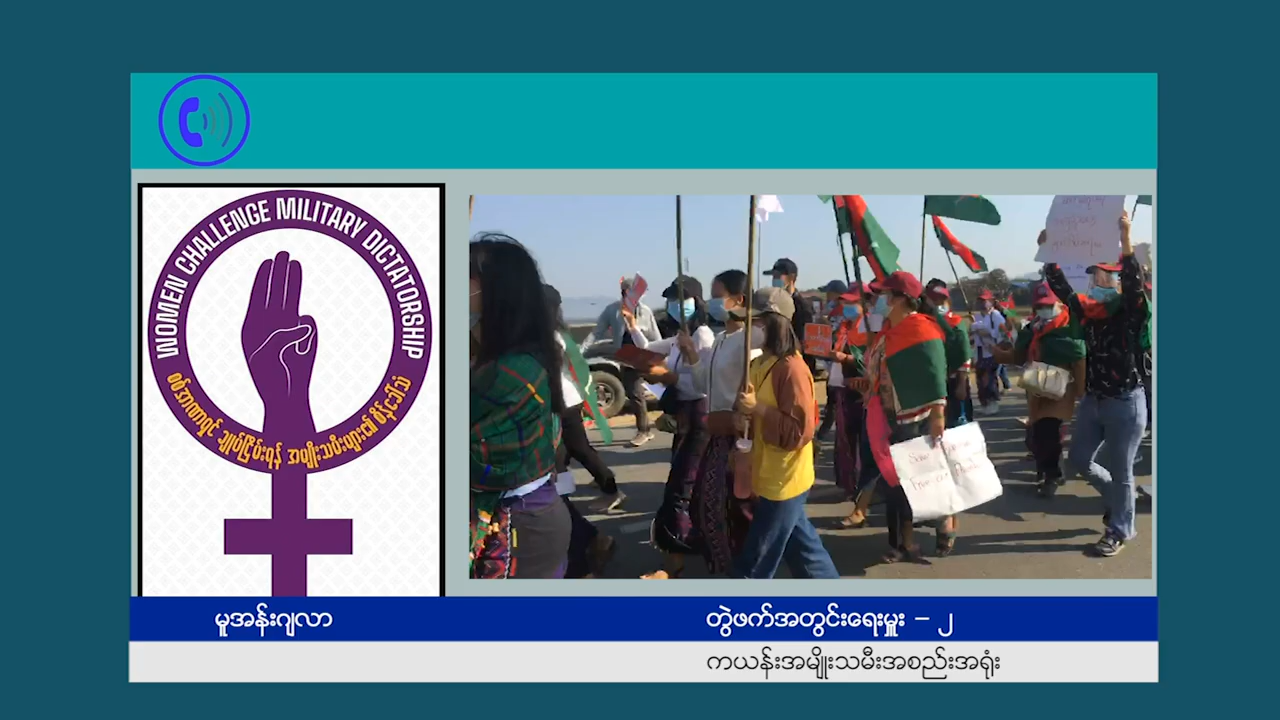 WOMEN CHALLENGE MILITARY DICTATORSHIP
စစ်အာဏာရှင် ချုပ်ငြိမ်းရန် အမျိုးသမီးများ၏ စိန်ခေါ်သံ
မူအန်းဂျလာ
တွဲဖက်အတွင်းရေးမှူး – ၂
ကယန်းအမျိုးသမီးအစည်းအရုံး